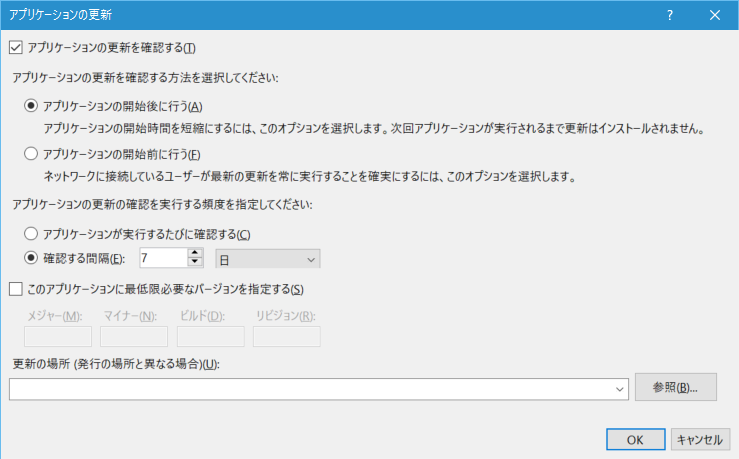 アプリケーションの更新
?
アプリケーションの更新を確認する(T)
アプリケーションの更新を確認する方法を選択してください:
アプリケーションの開始後に行う(A)
アプリケーションの開始時間を短縮にするには、このオプションを選択します。次回アプリケーションが実行されるまで更新はインストールされません。
アプリケーションの開始前に行う(F)
ネットワークに接続しているユーザーが最新の更新を常に実行することを確実にするには、このオプションを選択します。
アプリケーションの更新の確認を実行する頻度を指定してください:
アプリケーションが実行するたびに確認する(C)
確認する間隔(E): 7 日
このアプリケーションに最低限必要なバージョンを指定する(S)
メジャー(M): マイナー(N): ビルド(D): リビジョン(R):
更新の場所 (発行の場所と異なる場合)(U):
参照(B)...
OK キャンセル